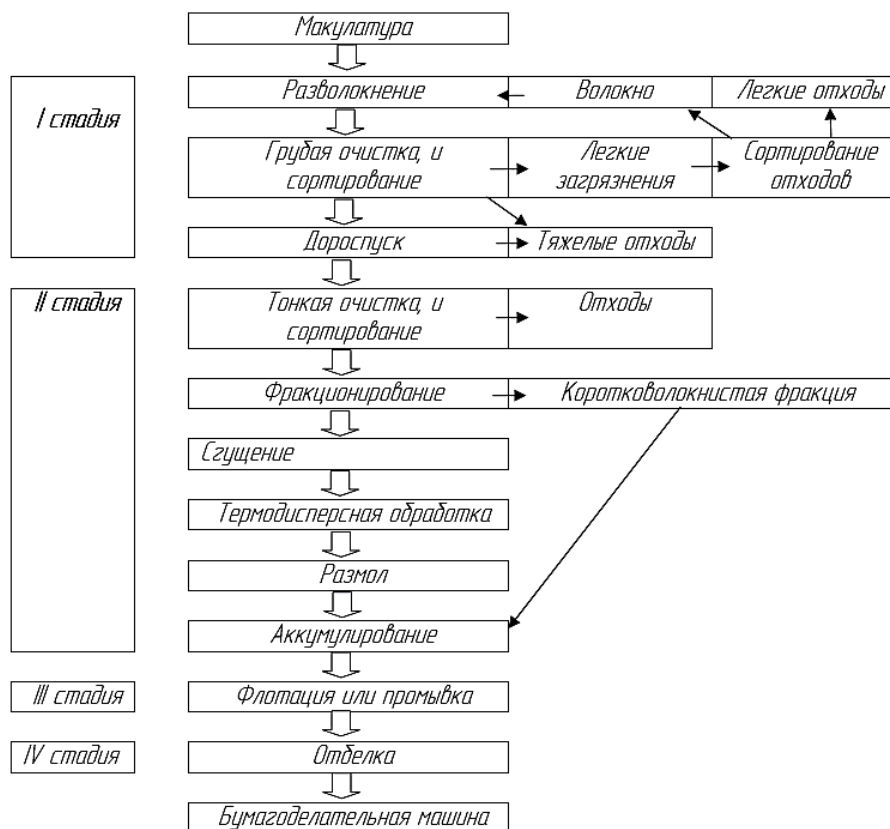 Макулатура
I стадия
Разволокнение
Волокно
Легкие отходы
Грубая очистка, и
сортирование
Легкие
загрязнения
Сортирование
отходов
Дороспуск
Тяжелые отходы
II стадия
Тонкая очистка, и
сортирование
Отходы
Фракционирование
Коротковолокнистая фракция
Сгущение
Термодисперсная обработка
Размол
Аккумулирование
III стадия
Флотация или промывка
IV стадия
Отбелка
Бумагоделательная машина